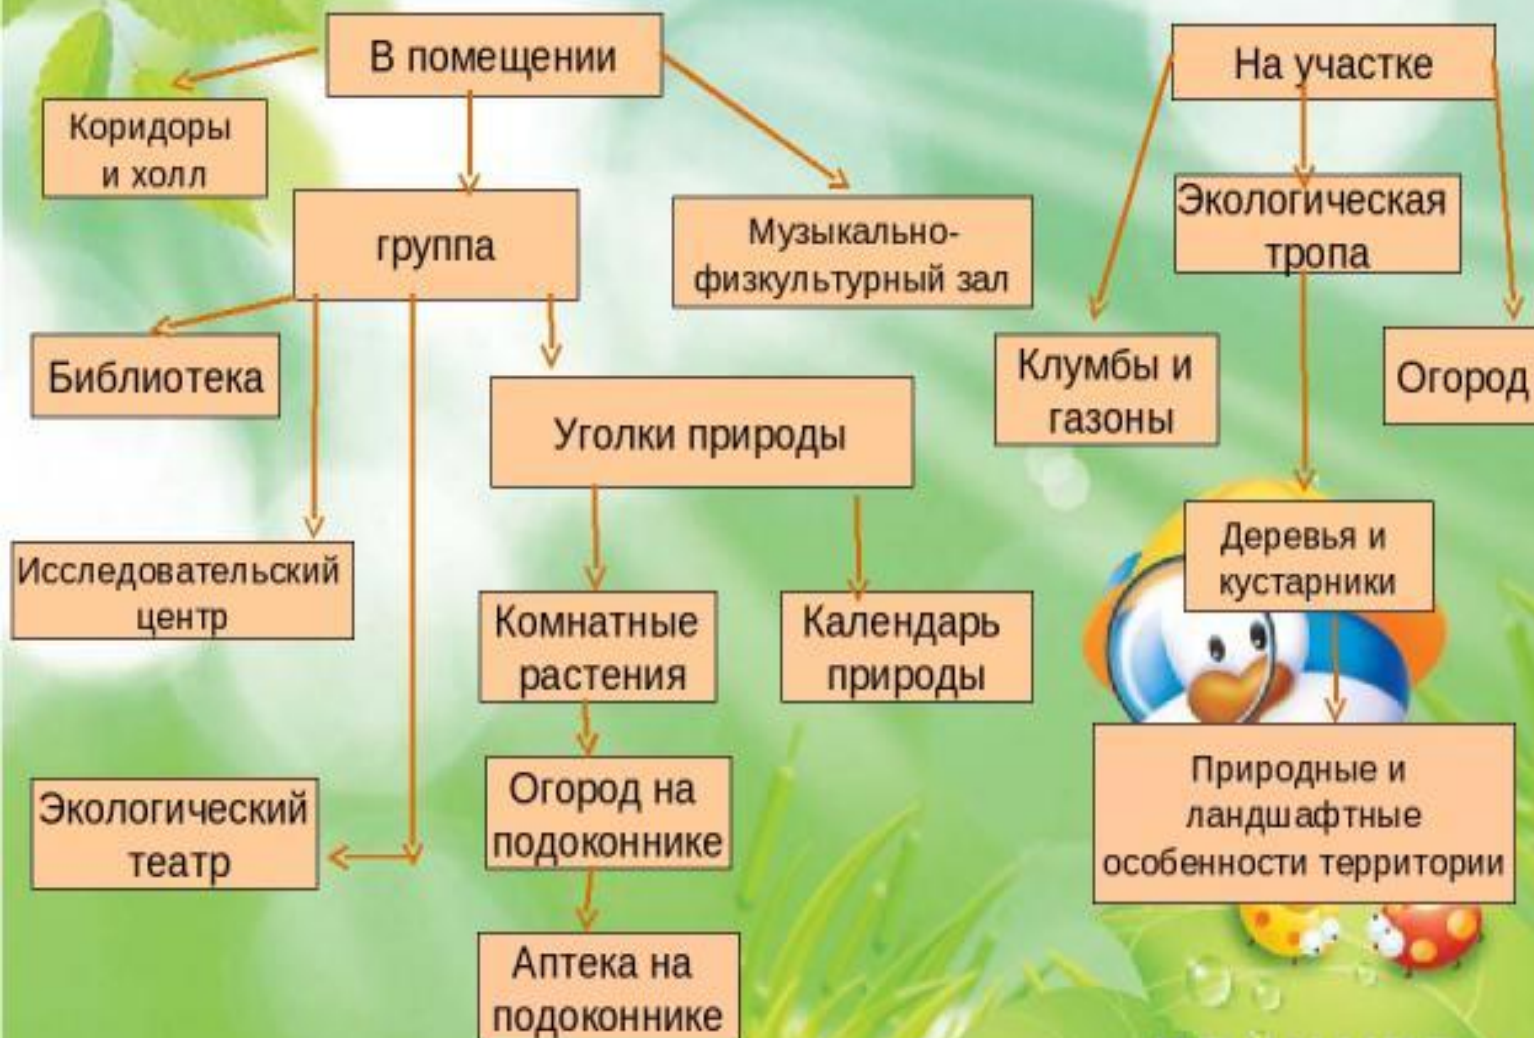 В помещении
На участке
Коридоры
и холл
группа
Музыкально-
физкультурный зал
Экологическая
тропа
Библиотека
Уголки природы
Клумбы и
газоны
Огород
Исследовательский
центр
Комнатные
растения
Календарь
природы
Деревья и
кустарники
Экологический
театр
Огород на
подоконнике
Природные и
ландшафтные
особенности территории
Аптека на
подоконнике